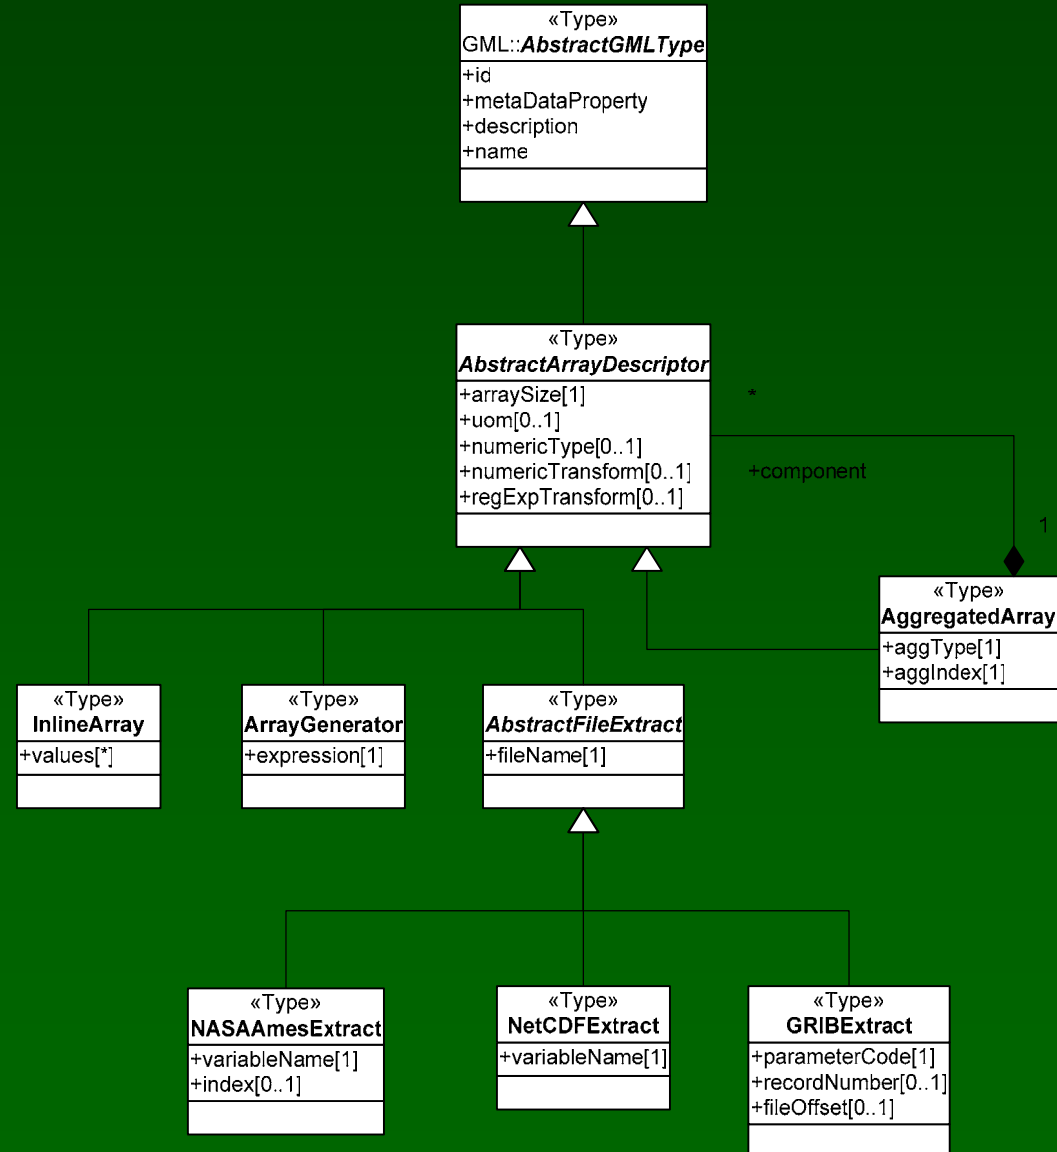 «Type»
GML::AbstractGMLType
+id
+metaDataProperty
+description
+name
«Type»
AbstractArrayDescriptor
+arraySize[1]
+uom[0..1]
+numericType[0..1]
+numericTransform[0..1]
+regExpTransform[0..1]
*
+component
1
«Type»
AggregatedArray
+aggType[1]
+aggIndex[1]
«Type»
InlineArray
+values[*]
«Type»
ArrayGenerator
+expression[1]
«Type»
AbstractFileExtract
+fileName[1]
«Type»
NASAAmesExtract
+variableName[1]
+index[0..1]
«Type»
NetCDFExtract
+variableName[1]
«Type»
GRIBExtract
+parameterCode[1]
+recordNumber[0..1]
+fileOffset[0..1]